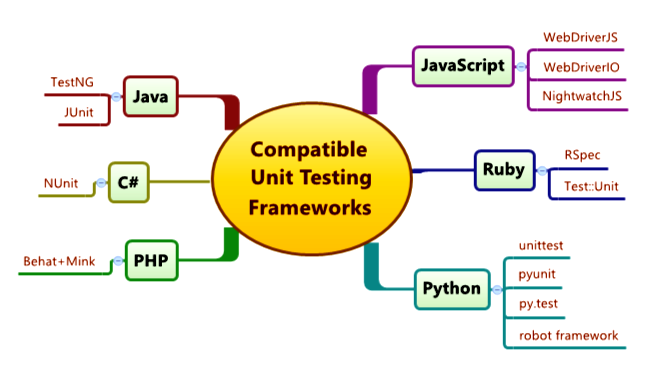 Compatible
Unit Testing
Frameworks
Java
TestNG
JUnit
C#
NUnit
PHP
Behat+Mink
JavaScript
WebDriverJS
WebDriverIO
NightwatchJS
Ruby
RSpec
Test::Unit
Python
unittest
pyunit
py.test
robot framework